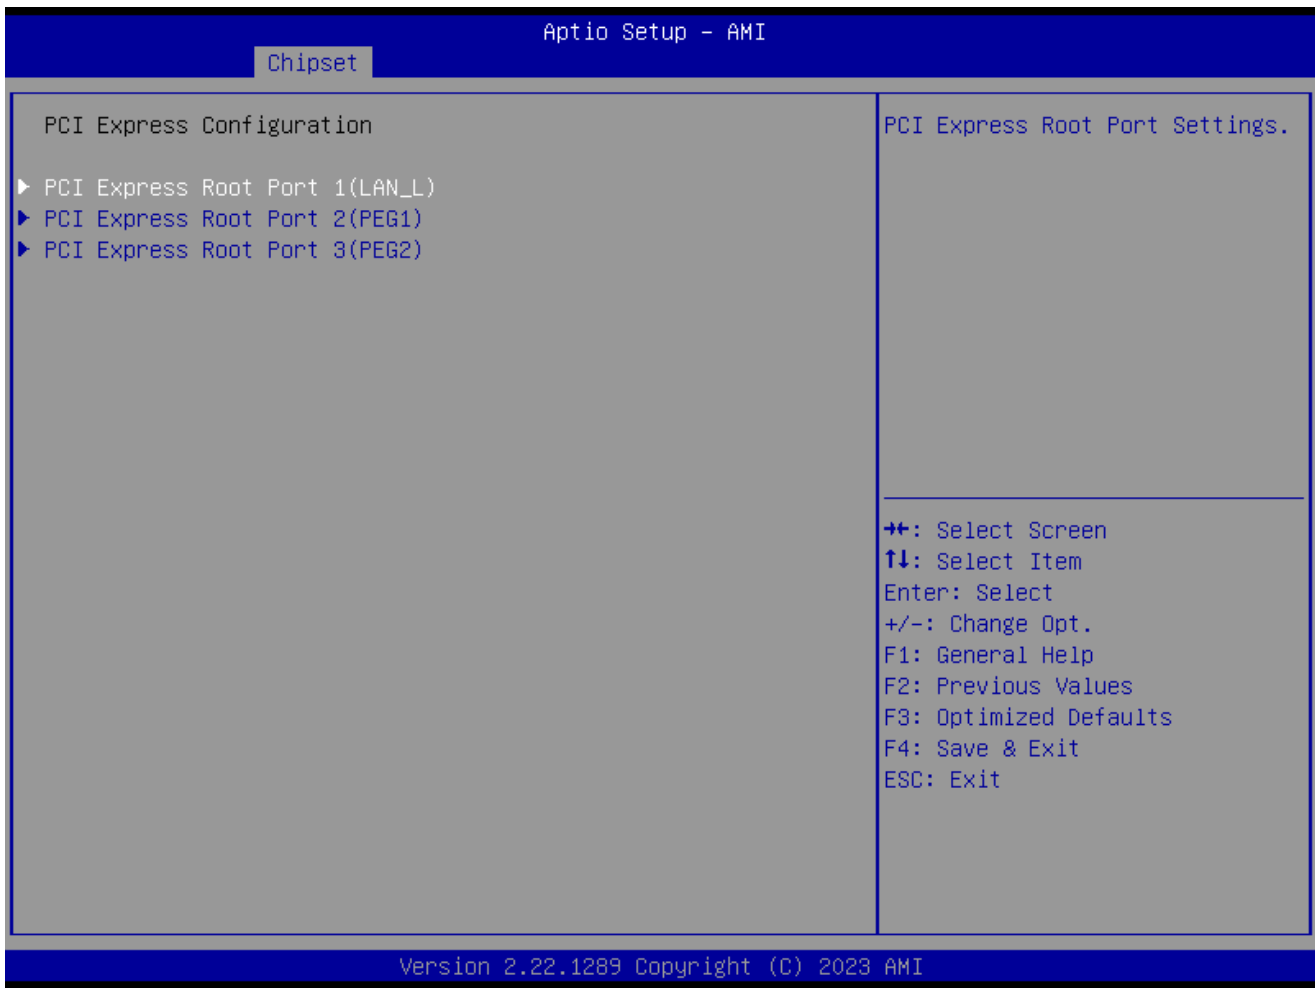 Aptio Setup – AMI
Chipset
PCI Express Configuration
▶ PCI Express Root Port 1(LAN_L)
▶ PCI Express Root Port 2(PEG1)
▶ PCI Express Root Port 3(PEG2)
PCI Express Root Port Settings.
→←: Select Screen
↑↓: Select Item
Enter: Select
+/-: Change Opt.
F1: General Help
F2: Previous Values
F3: Optimized Defaults
F4: Save & Exit
ESC: Exit
Version 2.22.1289 Copyright (C) 2023 AMI